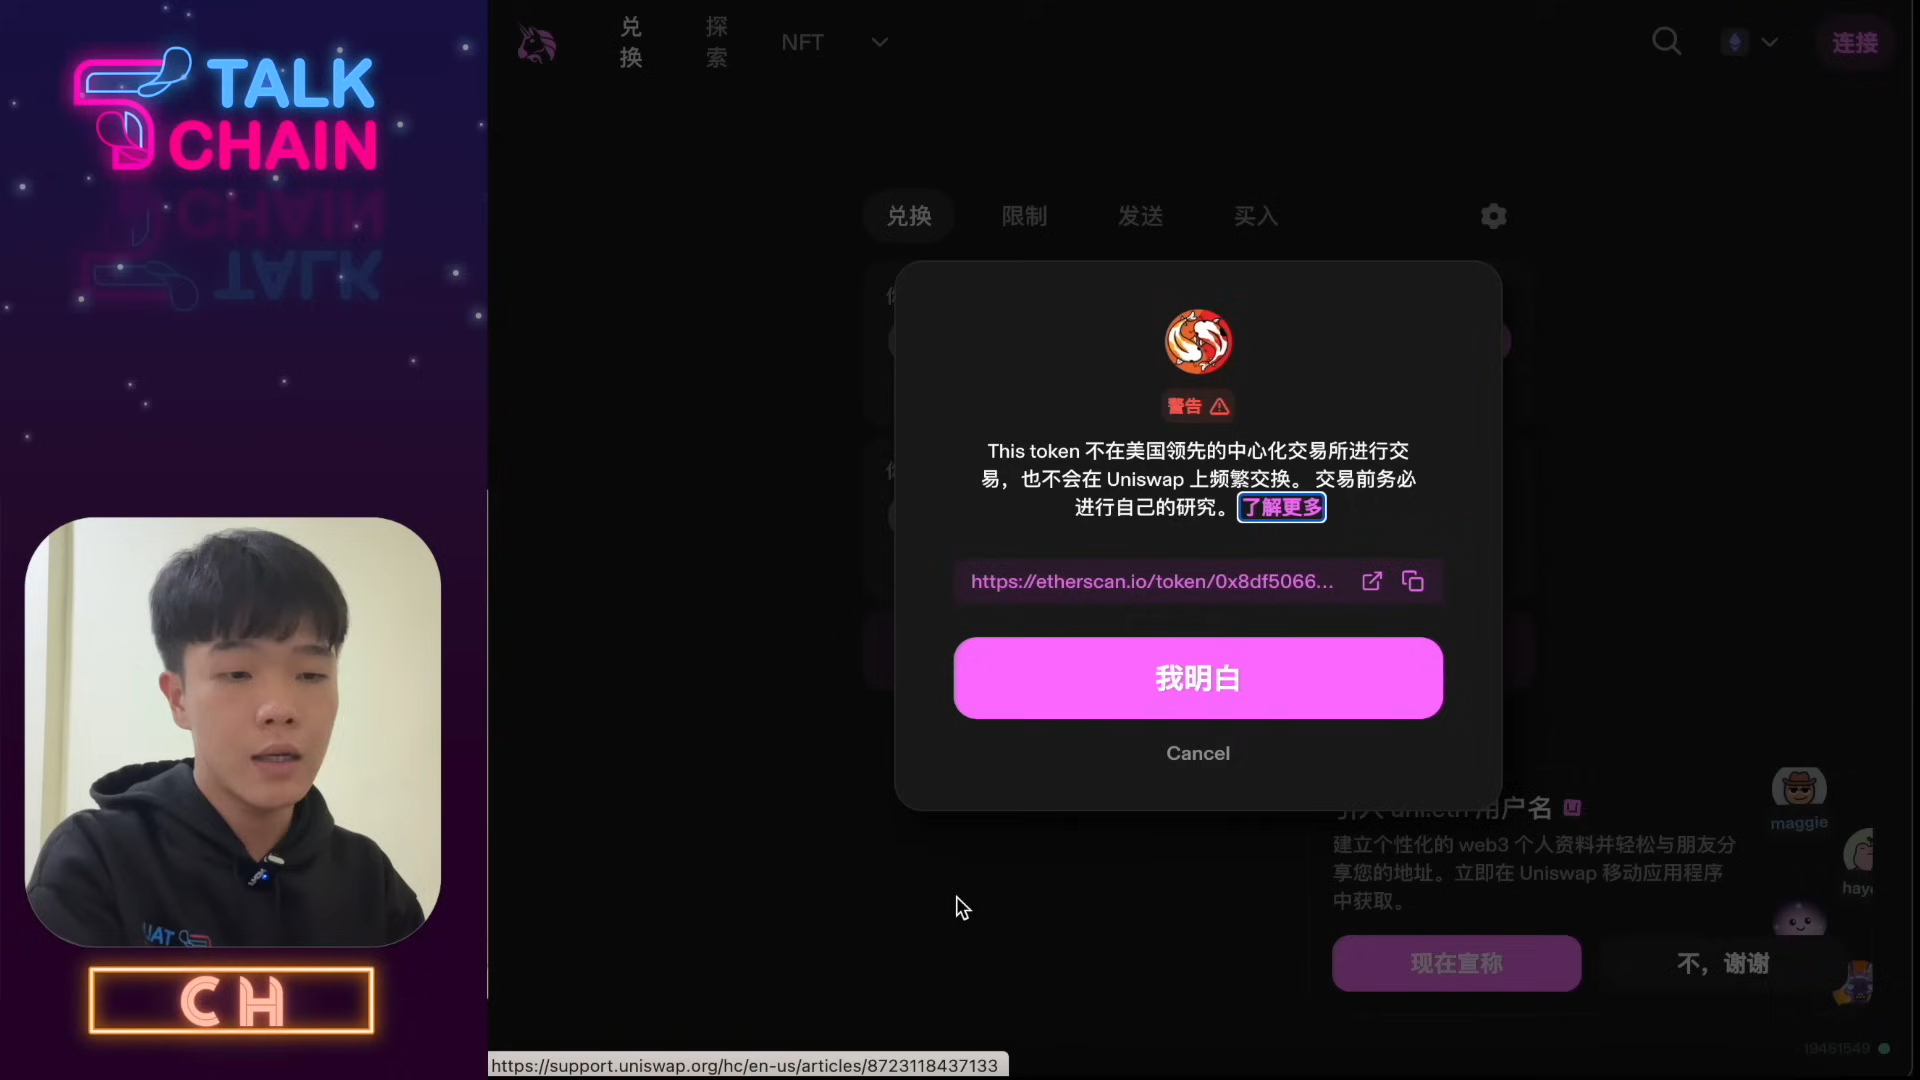 TALK
CHAIN
CH
兑换
探索
NFT
连接
兑换
限制
发送
买入
警告
This token 不在美国领先的中心化交易所进行交
易，也不会在 Uniswap 上频繁交换。 交易前务必
进行自己的研究。了解更多
https://etherscan.io/token/0x8df5066...
我明白
Cancel
用户名
maggie
建立个性化的 web3 个人资料并轻松与朋友分
享您的地址。立即在 Uniswap 移动应用程序
中获取。
现在宣称
不，谢谢
19461549
https://support.uniswap.org/hc/en-us/articles/8723118437133